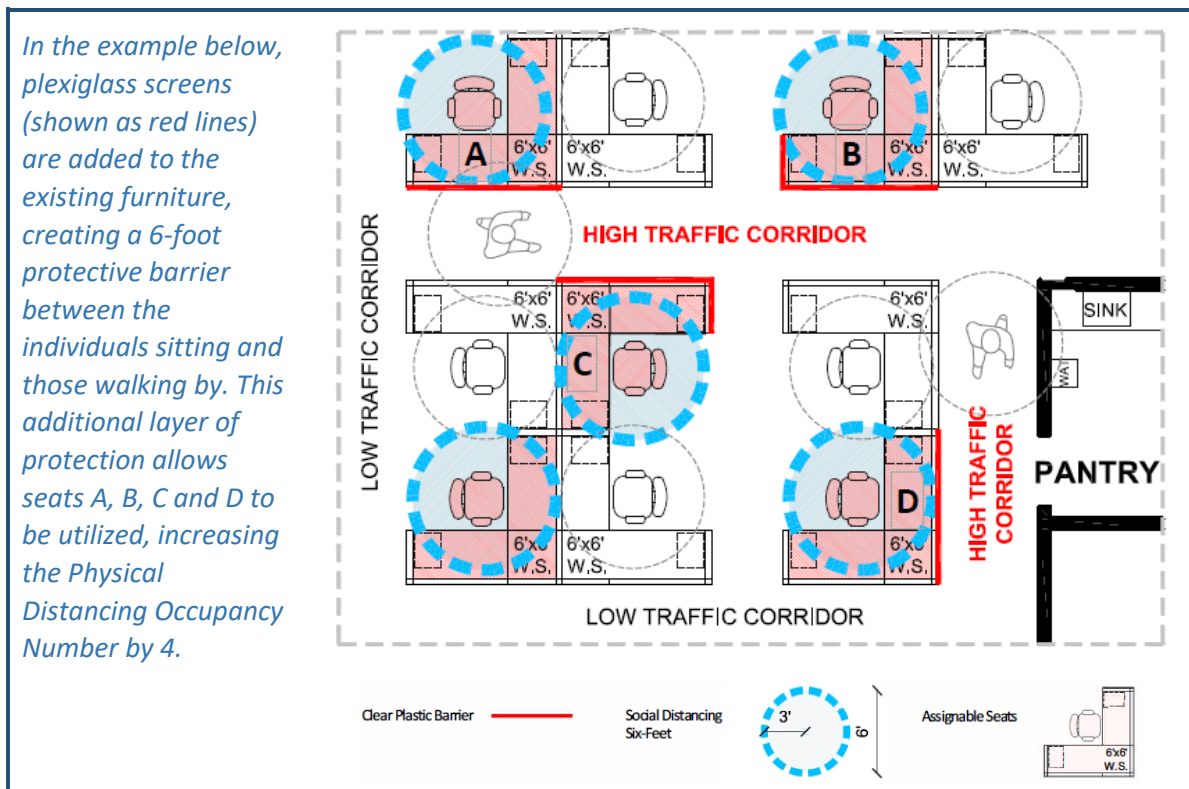 In the example below,
plexiglass screens
(shown as red lines)
are added to the
existing furniture,
creating a 6-foot
protective barrier
between the
individuals sitting and
those walking by. This
additional layer of
protection allows
seats A, B, C and D to
be utilized, increasing
the Physical
Distancing Occupancy
Number by 4.
A
6'x6'
W.S.
6'x6'
W.S.
B
6'x6'
W.S.
6'x6'
W.S.
HIGH TRAFFIC CORRIDOR
LOW TRAFFIC CORRIDOR
6'x6'
W.S.
6'x6'
W.S.
C
6'x6'
W.S.
SINK
WAT
6'x6'
W.S.
6'x6'
W.S.
D
6'x6'
W.S.
HIGH TRAFFIC
CORRIDOR
PANTRY
LOW TRAFFIC CORRIDOR
Clear Plastic Barrier
Social Distancing
Six-Feet
3'
6'
Assignable Seats
6'x6'
W.S.